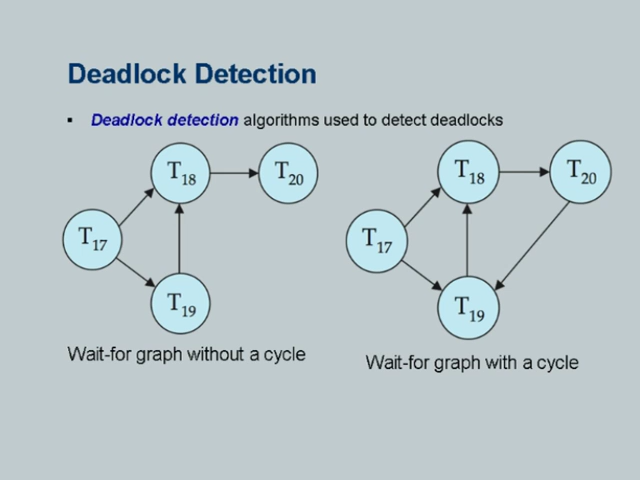 Deadlock Detection
▪ Deadlock detection algorithms used to detect deadlocks
T18
T20
T17
T19
Wait-for graph without a cycle
T18
T20
T17
T19
Wait-for graph with a cycle